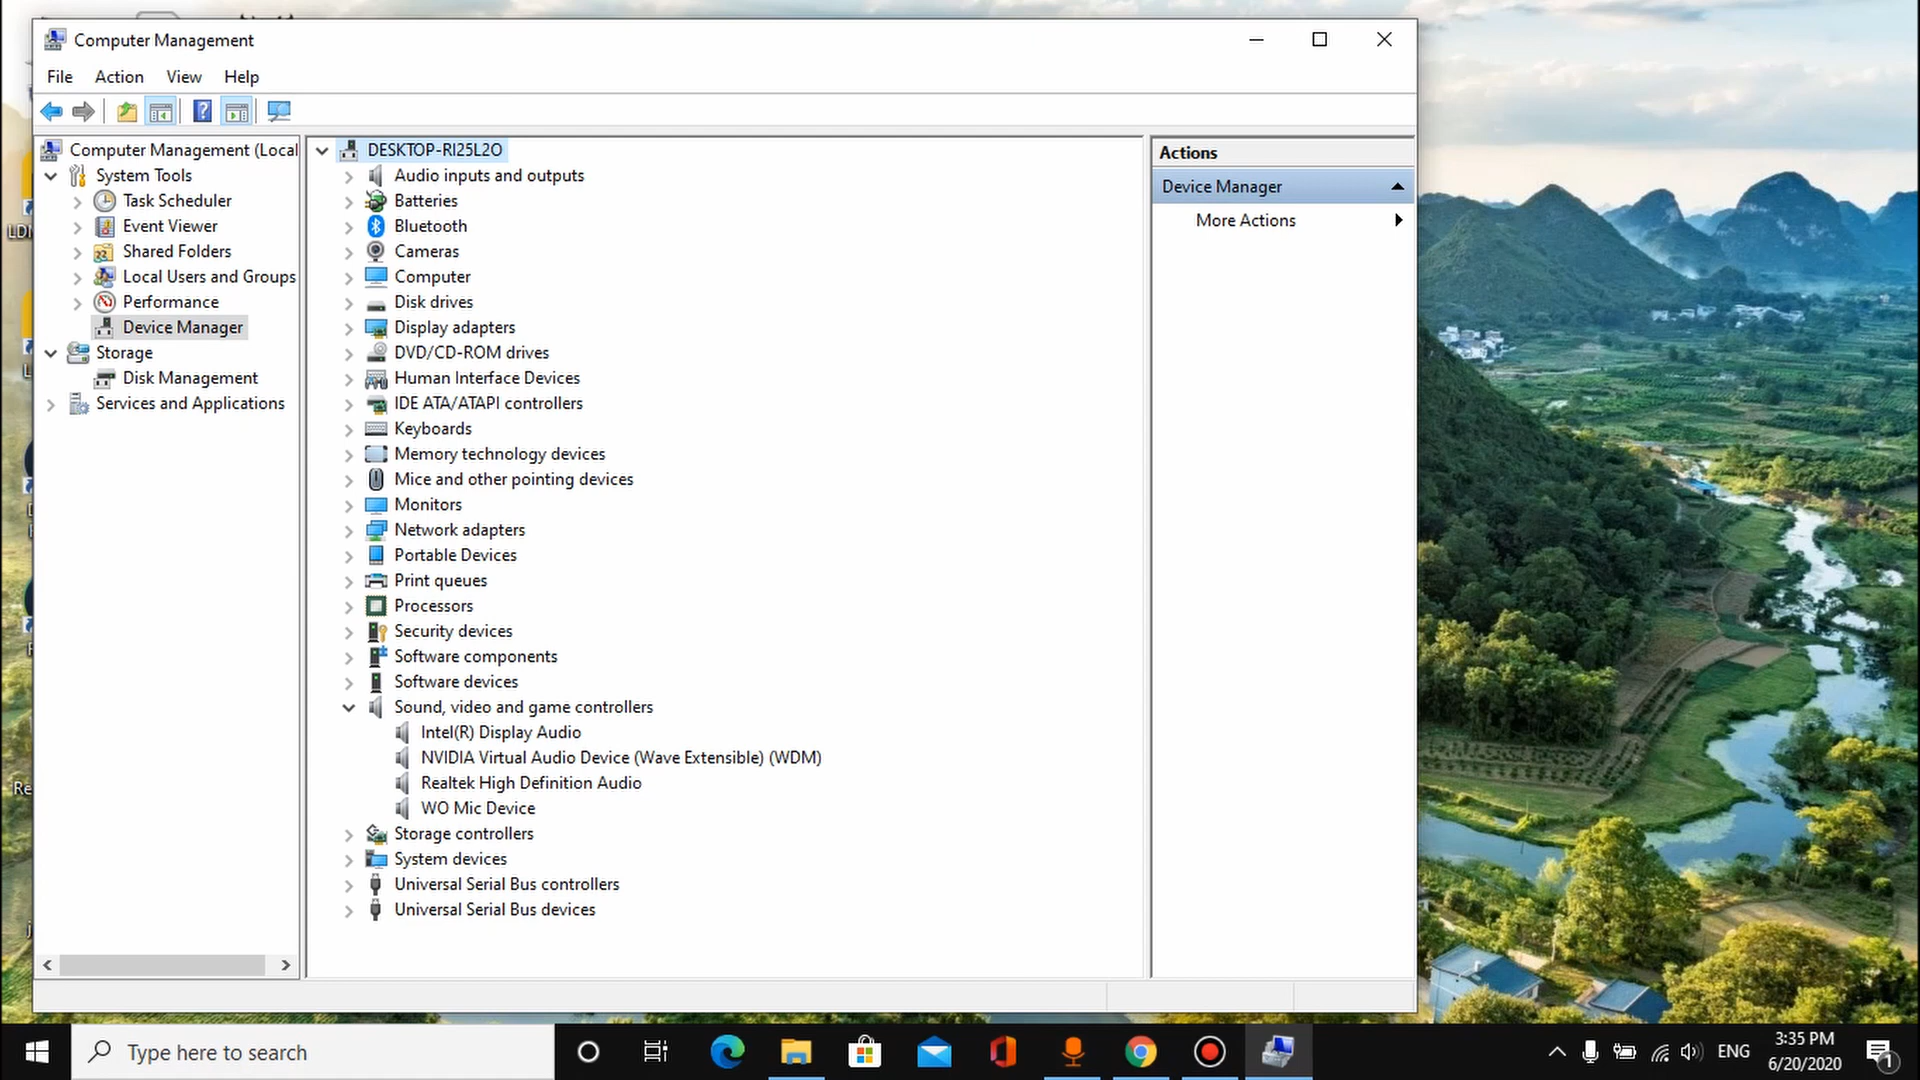 Computer Management
File Action View Help
Computer Management (Local
System Tools
Task Scheduler
Event Viewer
Shared Folders
Local Users and Groups
Performance
Device Manager
Storage
Disk Management
Services and Applications
DESKTOP-RI25L2O
Audio inputs and outputs
Batteries
Bluetooth
Cameras
Computer
Disk drives
Display adapters
DVD/CD-ROM drives
Human Interface Devices
IDE ATA/ATAPI controllers
Keyboards
Memory technology devices
Mice and other pointing devices
Monitors
Network adapters
Portable Devices
Print queues
Processors
Security devices
Software components
Software devices
Sound, video and game controllers
Intel(R) Display Audio
NVIDIA Virtual Audio Device (Wave Extensible) (WDM)
Realtek High Definition Audio
WO Mic Device
Storage controllers
System devices
Universal Serial Bus controllers
Universal Serial Bus devices
Actions
Device Manager
More Actions
Type here to search
ENG
3:35 PM
6/20/2020
1